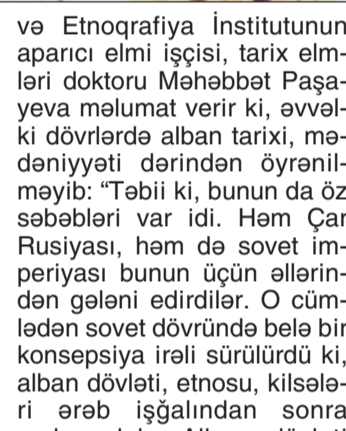 və Etnoqrafiya İnstitutunun
aparıcı elmi işçisi, tarix elm-
ləri doktoru Məhəbbət Paşa-
yeva məlumat verir ki, əvvəl-
ki dövrlərdə alban tarixi, mə-
dəniyyəti dərindən öyrənil-
məyib: “Təbii ki, bunun da öz
səbəbləri var idi. Həm Çar
Rusiyası, həm də sovet im-
periyası bunun üçün əllərin-
dən gələni edirdilər. O cüm-
lədən sovet dövründə belə bir
konsepsiya irəli sürülürdü ki,
alban dövləti, etnosu, kilsələ-
ri ərəb işğalından sonra